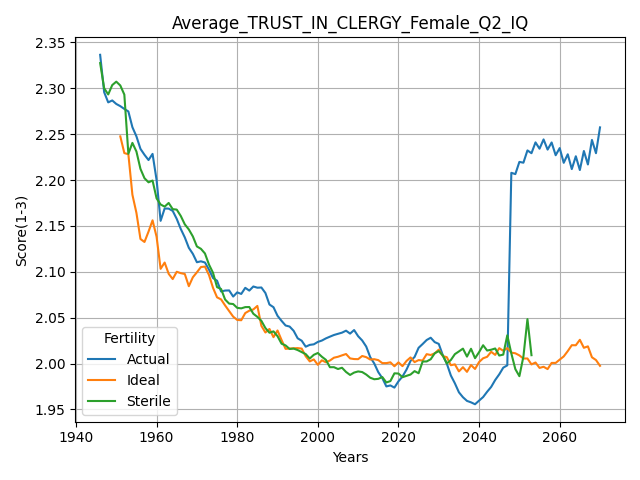 Average_TRUST_IN_CLERGY_Female_Q2_IQ
Score(1-3)
2.35
2.30
2.25
2.20
2.15
2.10
2.05
2.00
1.95
Fertility
Actual
Ideal
Sterile
1940 1960 1980 2000 2020 2040 2060
Years